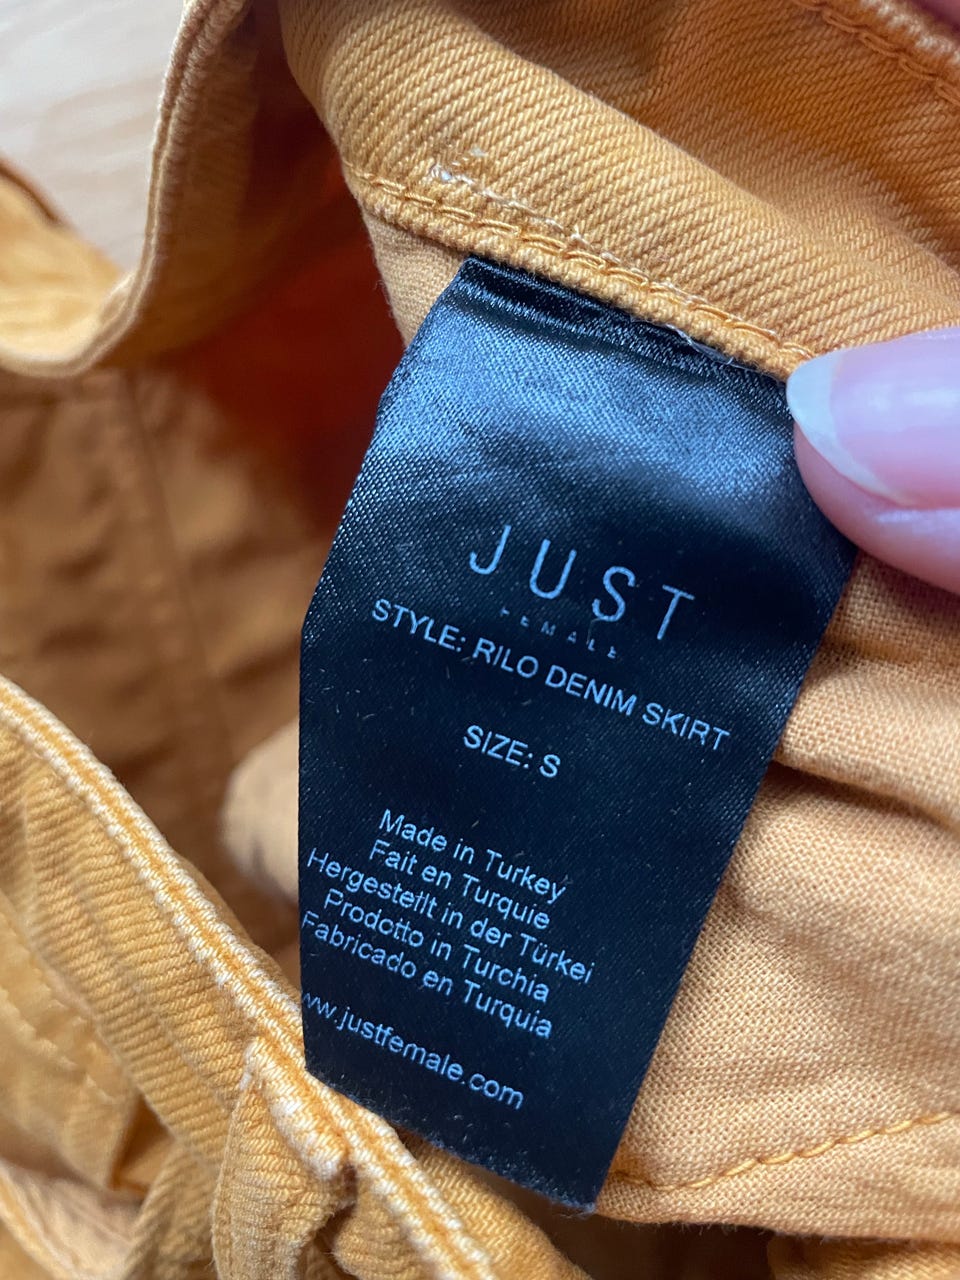 JUST
FEMALE
STYLE: RILO DENIM SKIRT
SIZE: S
Made in Turkey
Fait en Turquie
Hergestellt in der Türkei
Prodotto in Turchia
Fabricado en Turquia
www.justfemale.com